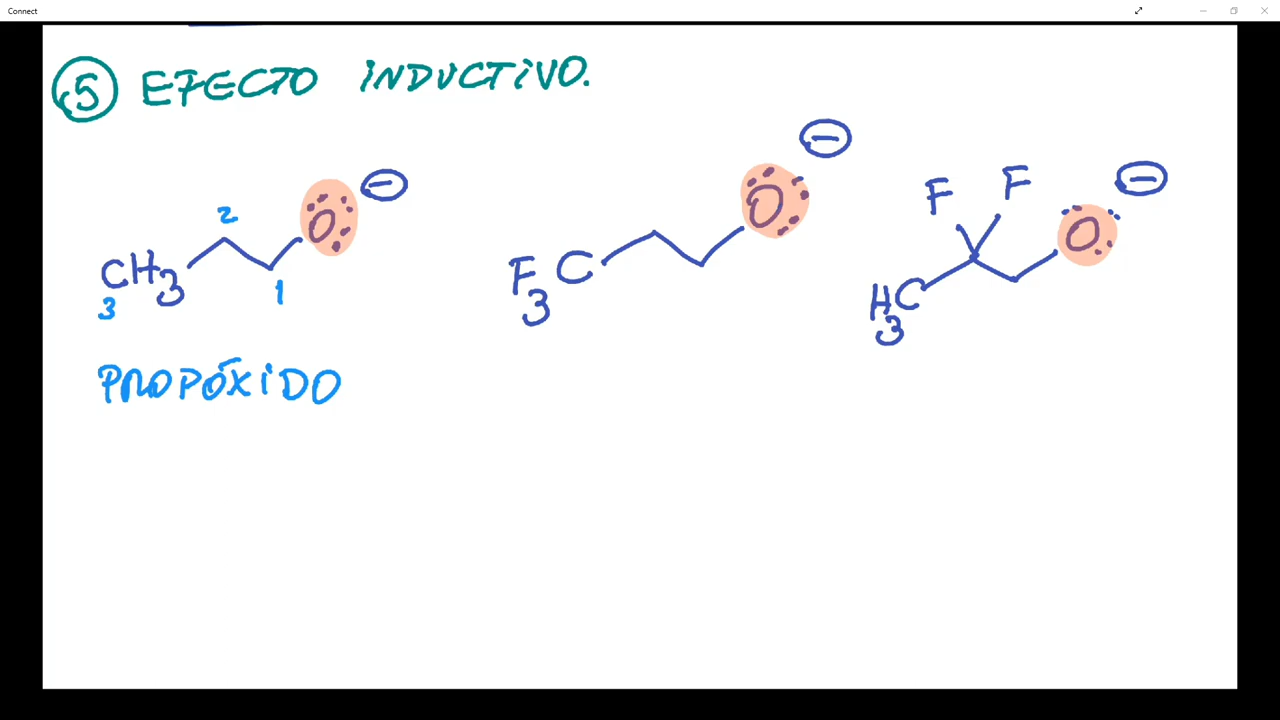 Connect
5 EFECTO INDUCTIVO.
CH3 2 1 3 O −
F3C O −
H3C F F O −
PROPÓXIDO